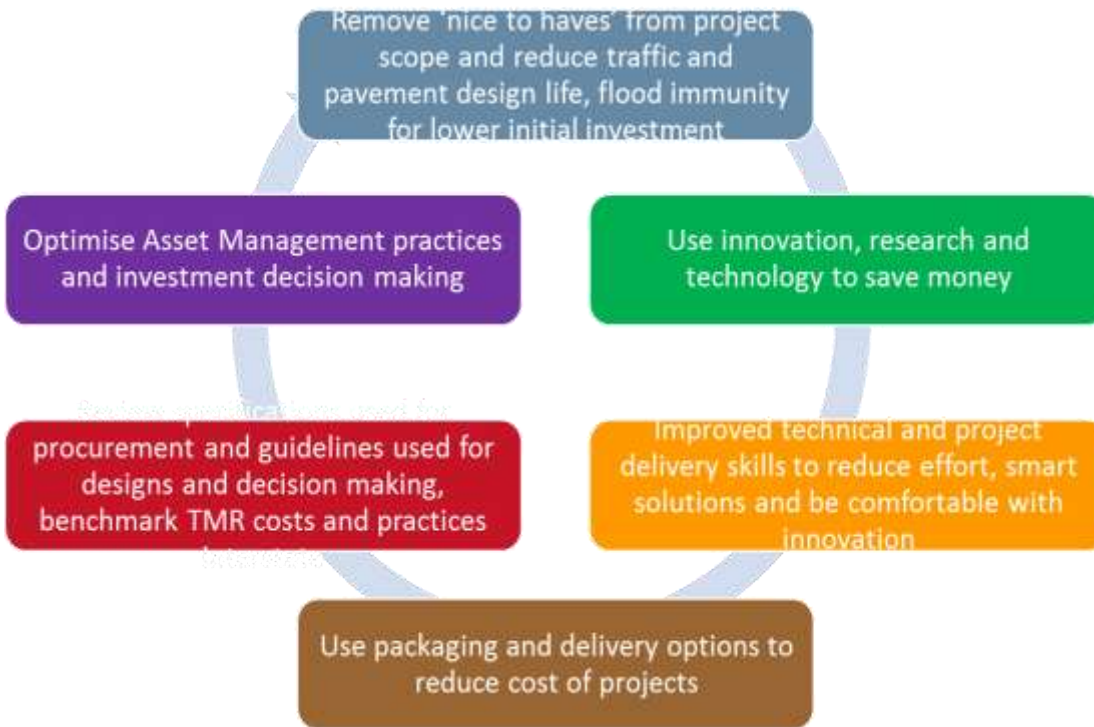 Remove 'nice to haves' from project
scope and reduce traffic and
pavement design life, flood immunity
for lower initial investment
Use innovation, research and
technology to save money
Improved technical and project
delivery skills to reduce effort, smart
solutions and be comfortable with
innovation
Use packaging and delivery options to
reduce cost of projects
used for
procurement and guidelines used for
designs and decision making,
benchmark TMR costs and practices
Optimise Asset Management practices
and investment decision making